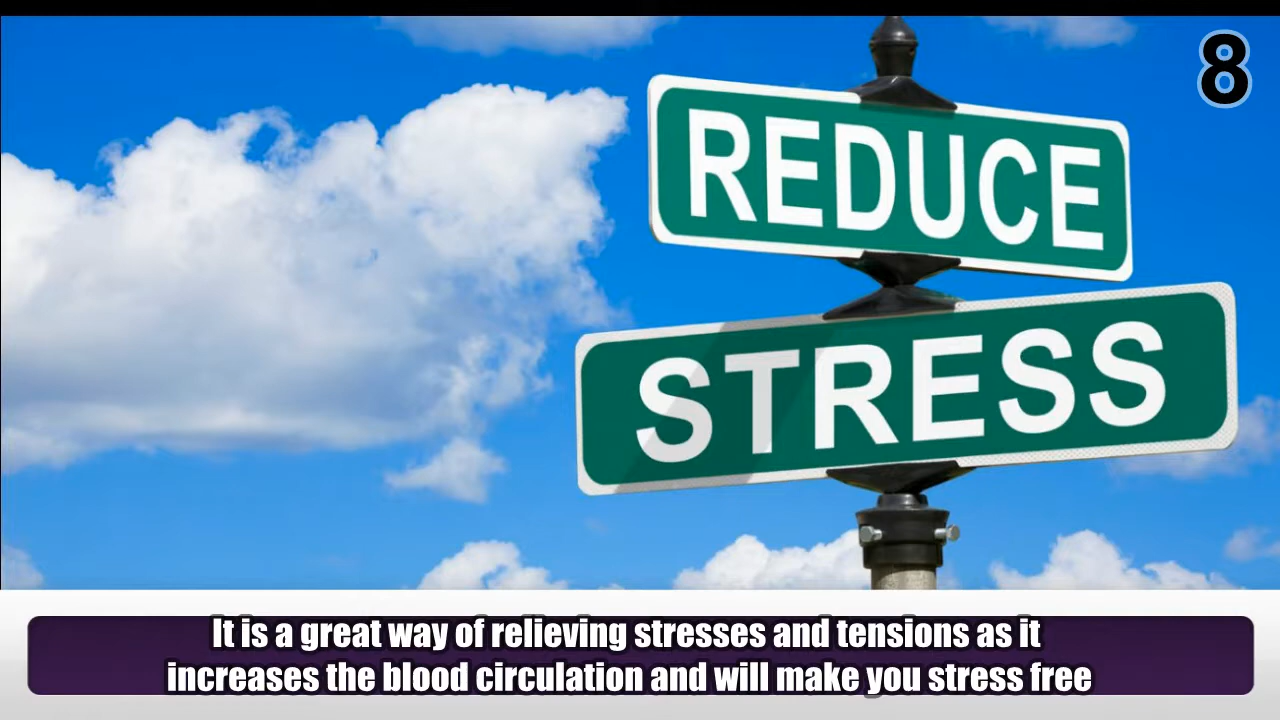 8
REDUCE
STRESS
It is a great way of relieving stresses and tensions as it
increases the blood circulation and will make you stress free